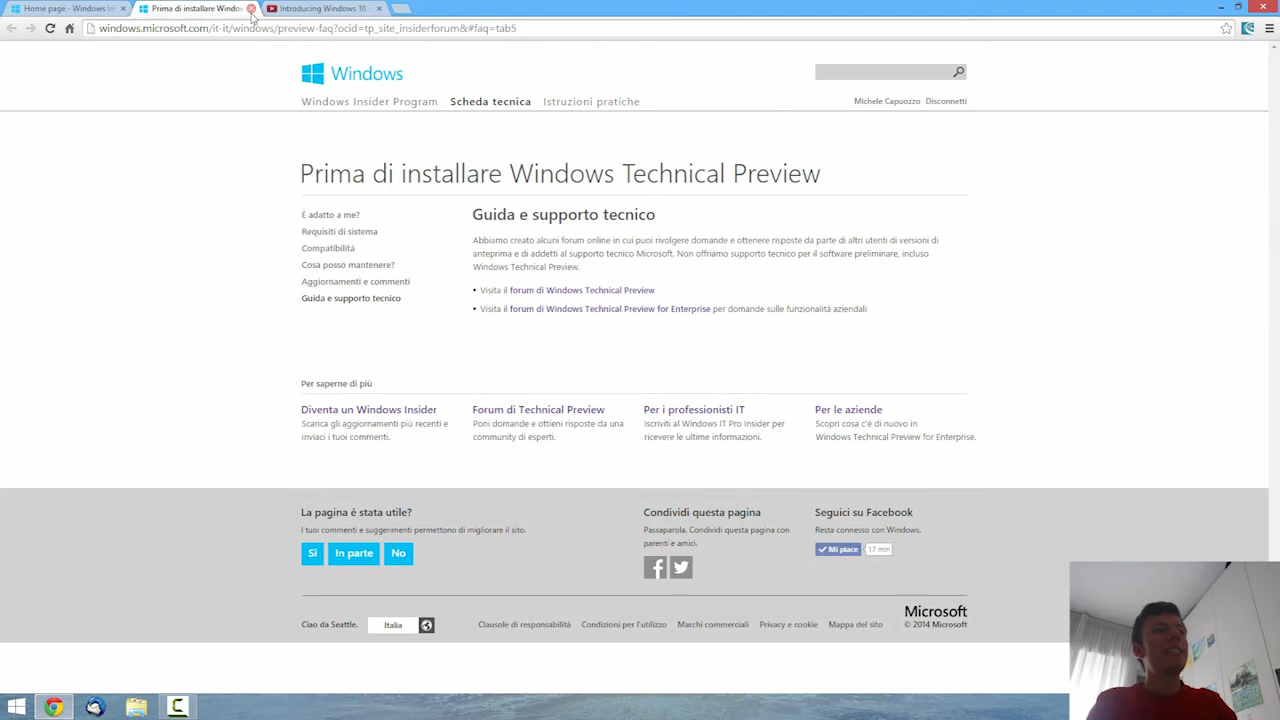 Home page - Windows In
Prima di installare Window
Introducing Windows 10
windows.microsoft.com/it-it/windows/preview-faq?ocid=tp_site_insiderforum&#faq=tab5
Windows
Windows Insider Program
Scheda tecnica
Istruzioni pratiche
Michele Capuozzo
Disconnetti
Prima di installare Windows Technical Preview
È adatto a me?
Requisiti di sistema
Compatibilità
Cosa posso mantenere?
Aggiornamenti e commenti
Guida e supporto tecnico
Guida e supporto tecnico
Abbiamo creato alcuni forum online in cui puoi rivolgere domande e ottenere risposte da parte di altri utenti di versioni di
anteprima e di addetti al supporto tecnico Microsoft. Non offriamo supporto tecnico per il software preliminare, incluso
Windows Technical Preview.
• Visita il forum di Windows Technical Preview
• Visita il forum di Windows Technical Preview for Enterprise per domande sulle funzionalità aziendali
Per saperne di più
Diventa un Windows Insider
Scarica gli aggiornamenti più recenti e
inviaci i tuoi commenti.
Forum di Technical Preview
Poni domande e ottieni risposte da una
community di esperti.
Per i professionisti IT
Iscriviti al Windows IT Pro Insider per
ricevere le ultime informazioni.
Per le aziende
Scopri cosa c'è di nuovo in
Windows Technical Preview for Enterprise.
La pagina è stata utile?
I tuoi commenti e suggerimenti permettono di migliorare il sito.
Sì
In parte
No
Condividi questa pagina
Passaparola. Condividi questa pagina con
parenti e amici.
Seguici su Facebook
Resta connesso con Windows.
Mi piace
17 mln
Ciao da Seattle.
Italia
Clausole di responsabilità
Condizioni per l'utilizzo
Marchi commerciali
Privacy e cookie
Mappa del sito
Microsoft
© 2014 Microsoft